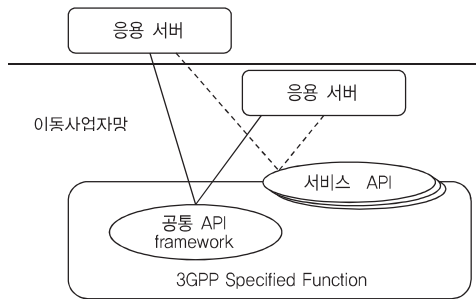 응용 서버
응용 서버
이동사업자망
서비스 API
공통 API
framework
3GPP Specified Function